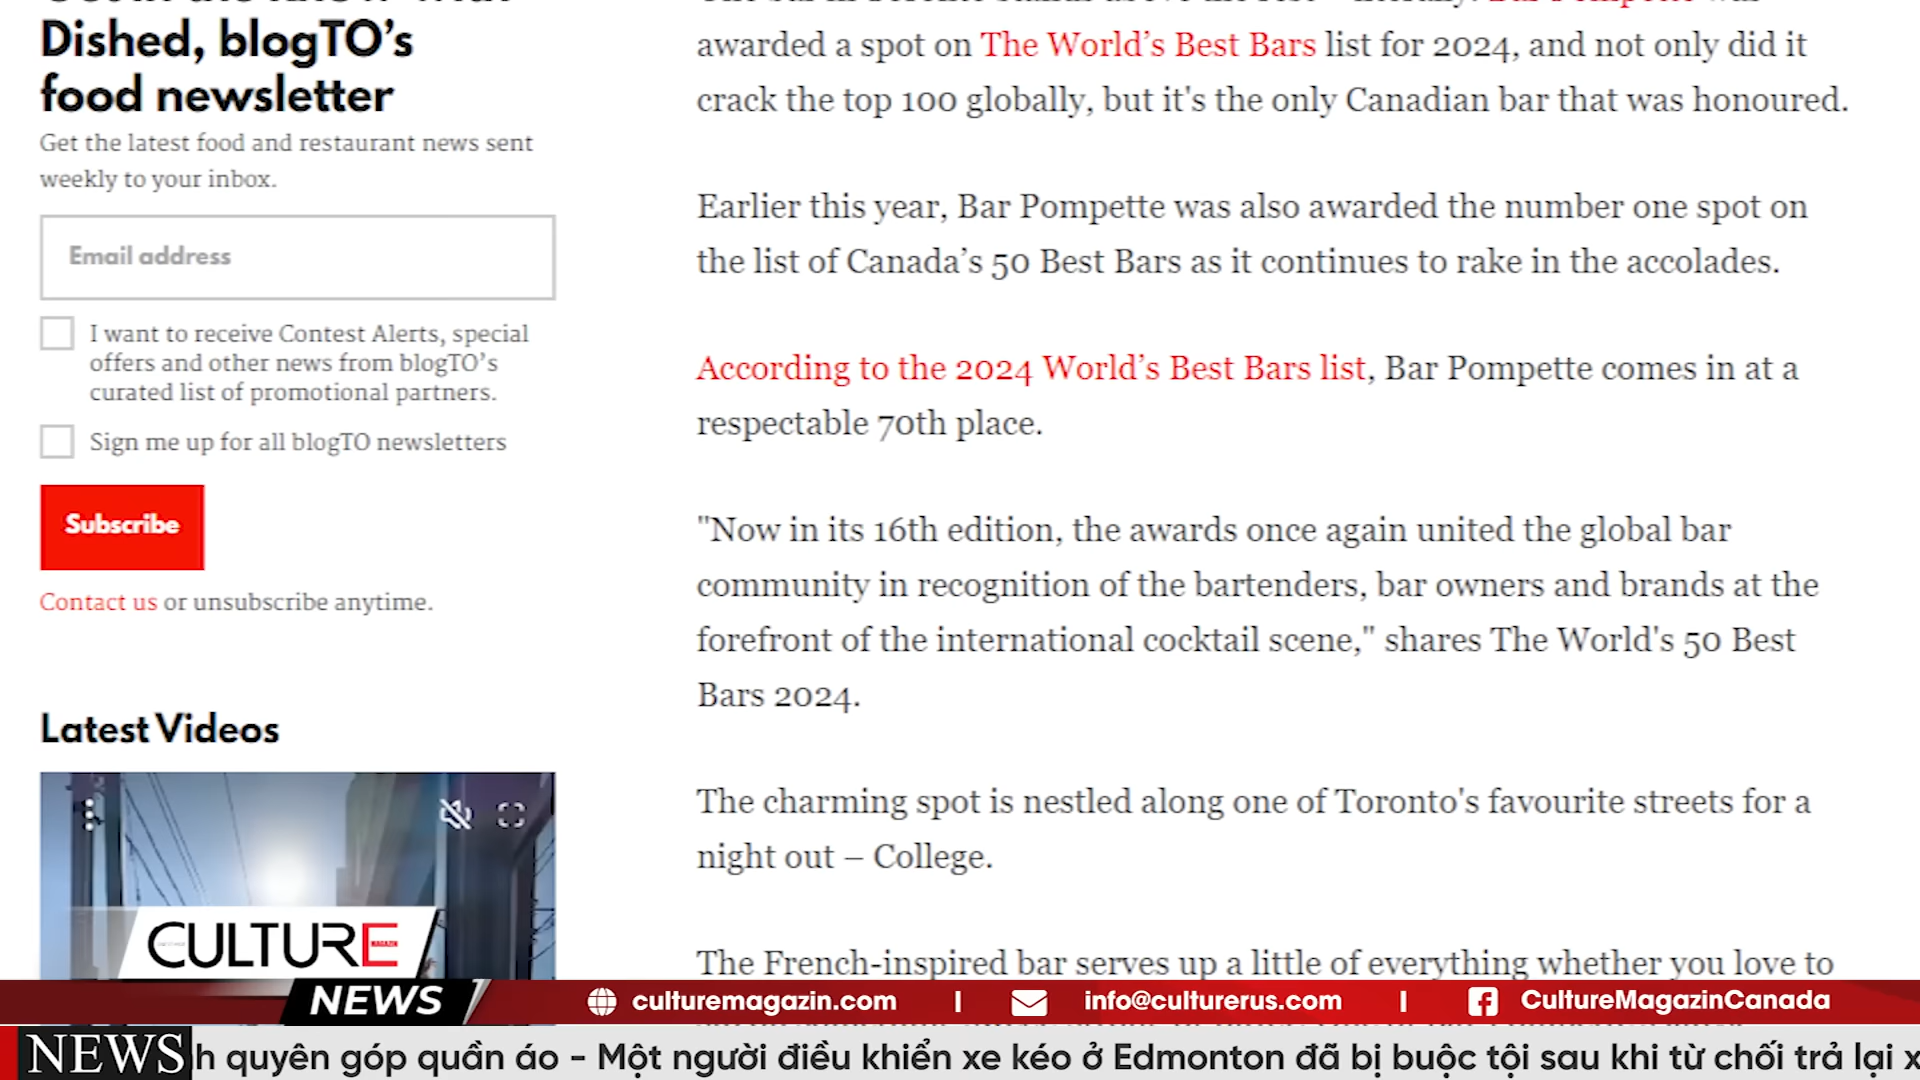 Dished, blogTO’s
food newsletter
Get the latest food and restaurant news sent
weekly to your inbox.
Email address
I want to receive Contest Alerts, special
offers and other news from blogTO’s
curated list of promotional partners.
Sign me up for all blogTO newsletters
Subscribe
Contact us or unsubscribe anytime.
Latest Videos
awarded a spot on The World’s Best Bars list for 2024, and not only did it
crack the top 100 globally, but it's the only Canadian bar that was honoured.
Earlier this year, Bar Pompette was also awarded the number one spot on
the list of Canada’s 50 Best Bars as it continues to rake in the accolades.
According to the 2024 World’s Best Bars list, Bar Pompette comes in at a
respectable 70th place.
"Now in its 16th edition, the awards once again united the global bar
community in recognition of the bartenders, bar owners and brands at the
forefront of the international cocktail scene," shares The World's 50 Best
Bars 2024.
The charming spot is nestled along one of Toronto's favourite streets for a
night out – College.
The French-inspired bar serves up a little of everything whether you love to
CULTURE MAGAZIN
NEWS
culturemagazin.com | info@culturerus.com | CultureMagazinCanada
NEWS
h quyên góp quần áo - Một người điều khiển xe kéo ở Edmonton đã bị buộc tội sau khi từ chối trả lại x